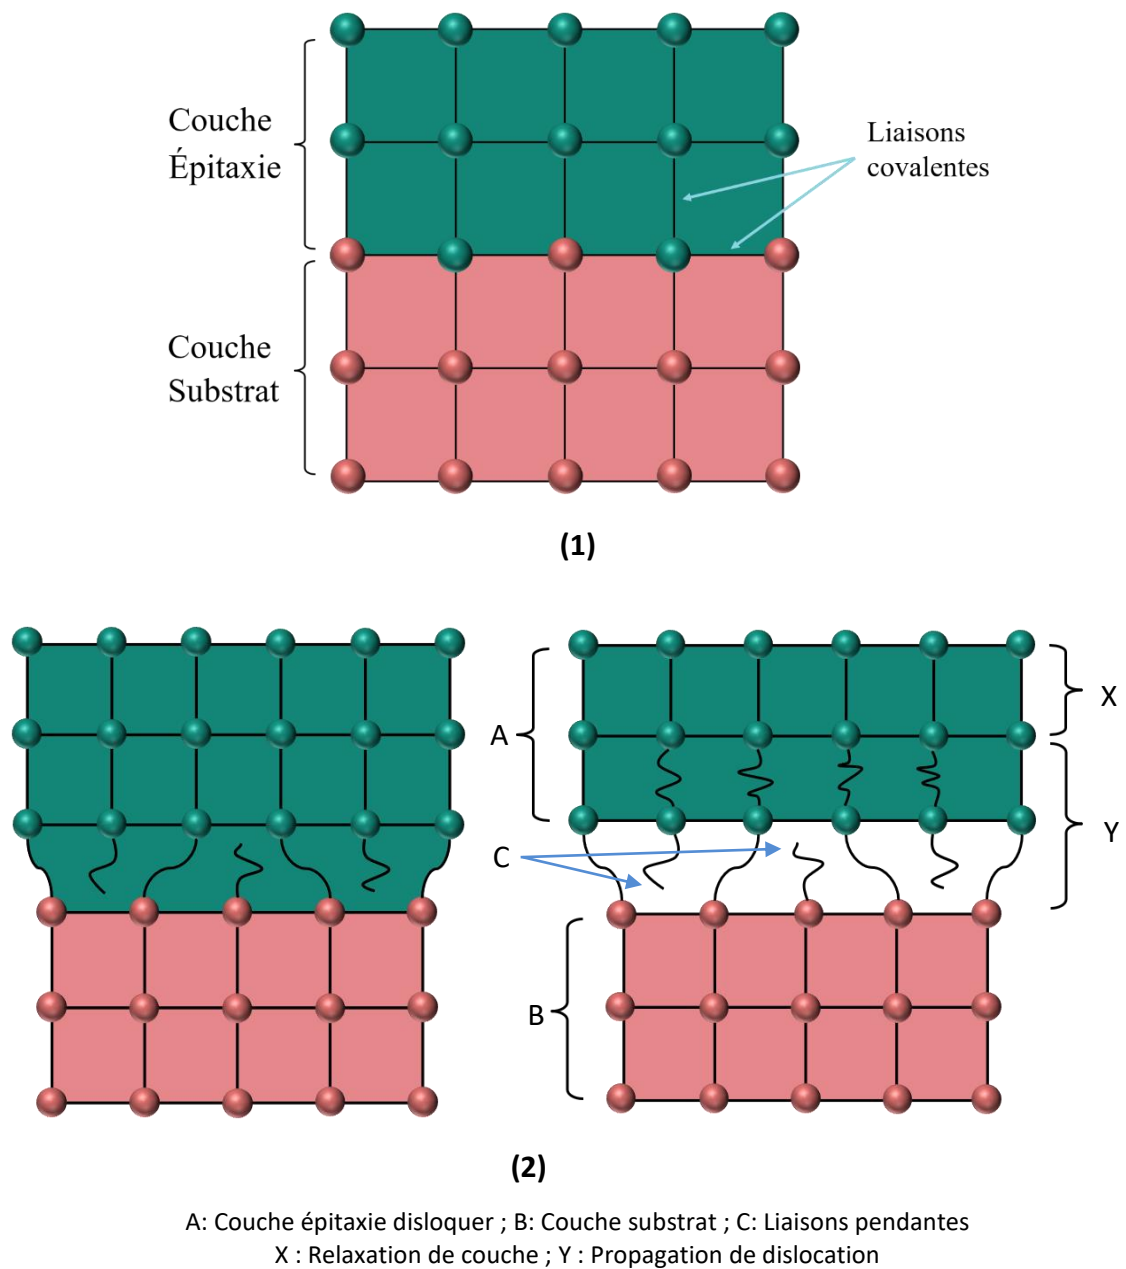 Couche
Épitaxie
Liaisons
covalentes
Couche
Substrat
(1)
A
X
Y
C
B
(2)
A: Couche épitaxie disloquer ; B: Couche substrat ; C: Liaisons pendantes
X : Relaxation de couche ; Y : Propagation de dislocation